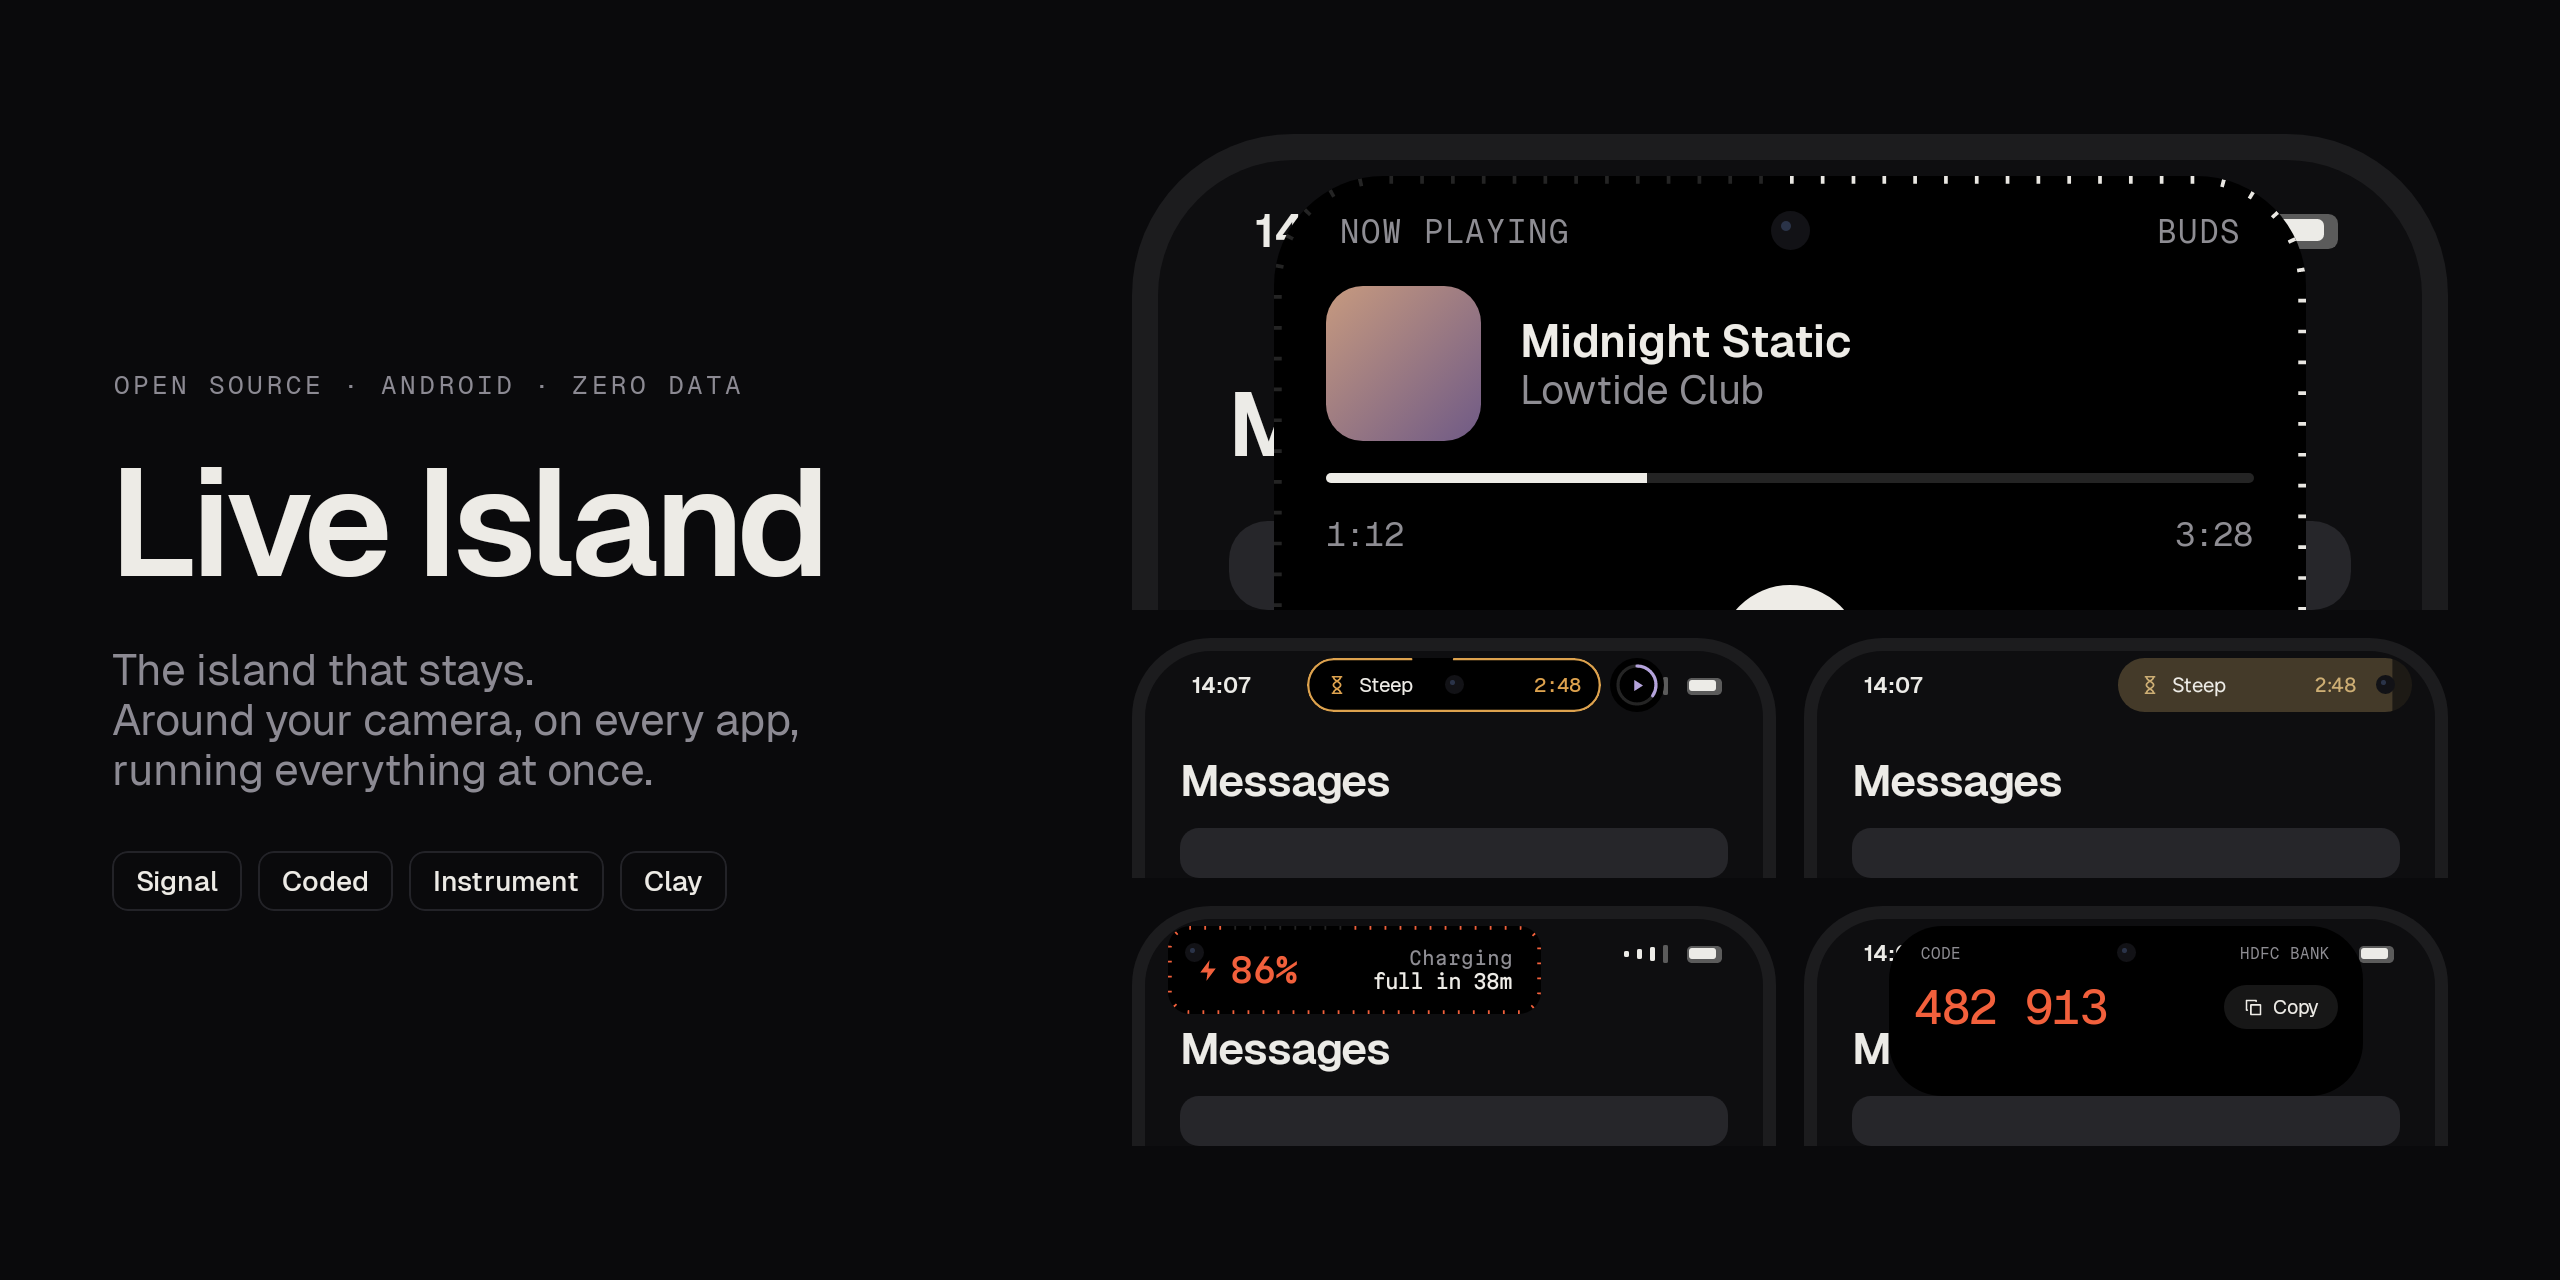 OPEN SOURCE · ANDROID · ZERO DATA
Live Island
The island that stays.
Around your camera, on every app,
running everything at once.
Signal Coded Instrument Clay
NOW PLAYING BUDS
Midnight Static
Lowtide Club
1:12 3:28
14:07 Steep 2:48
Messages
14:07 Steep 2:48
Messages
86% Charging
full in 38m
Messages
CODE HDFC BANK
482 913 Copy